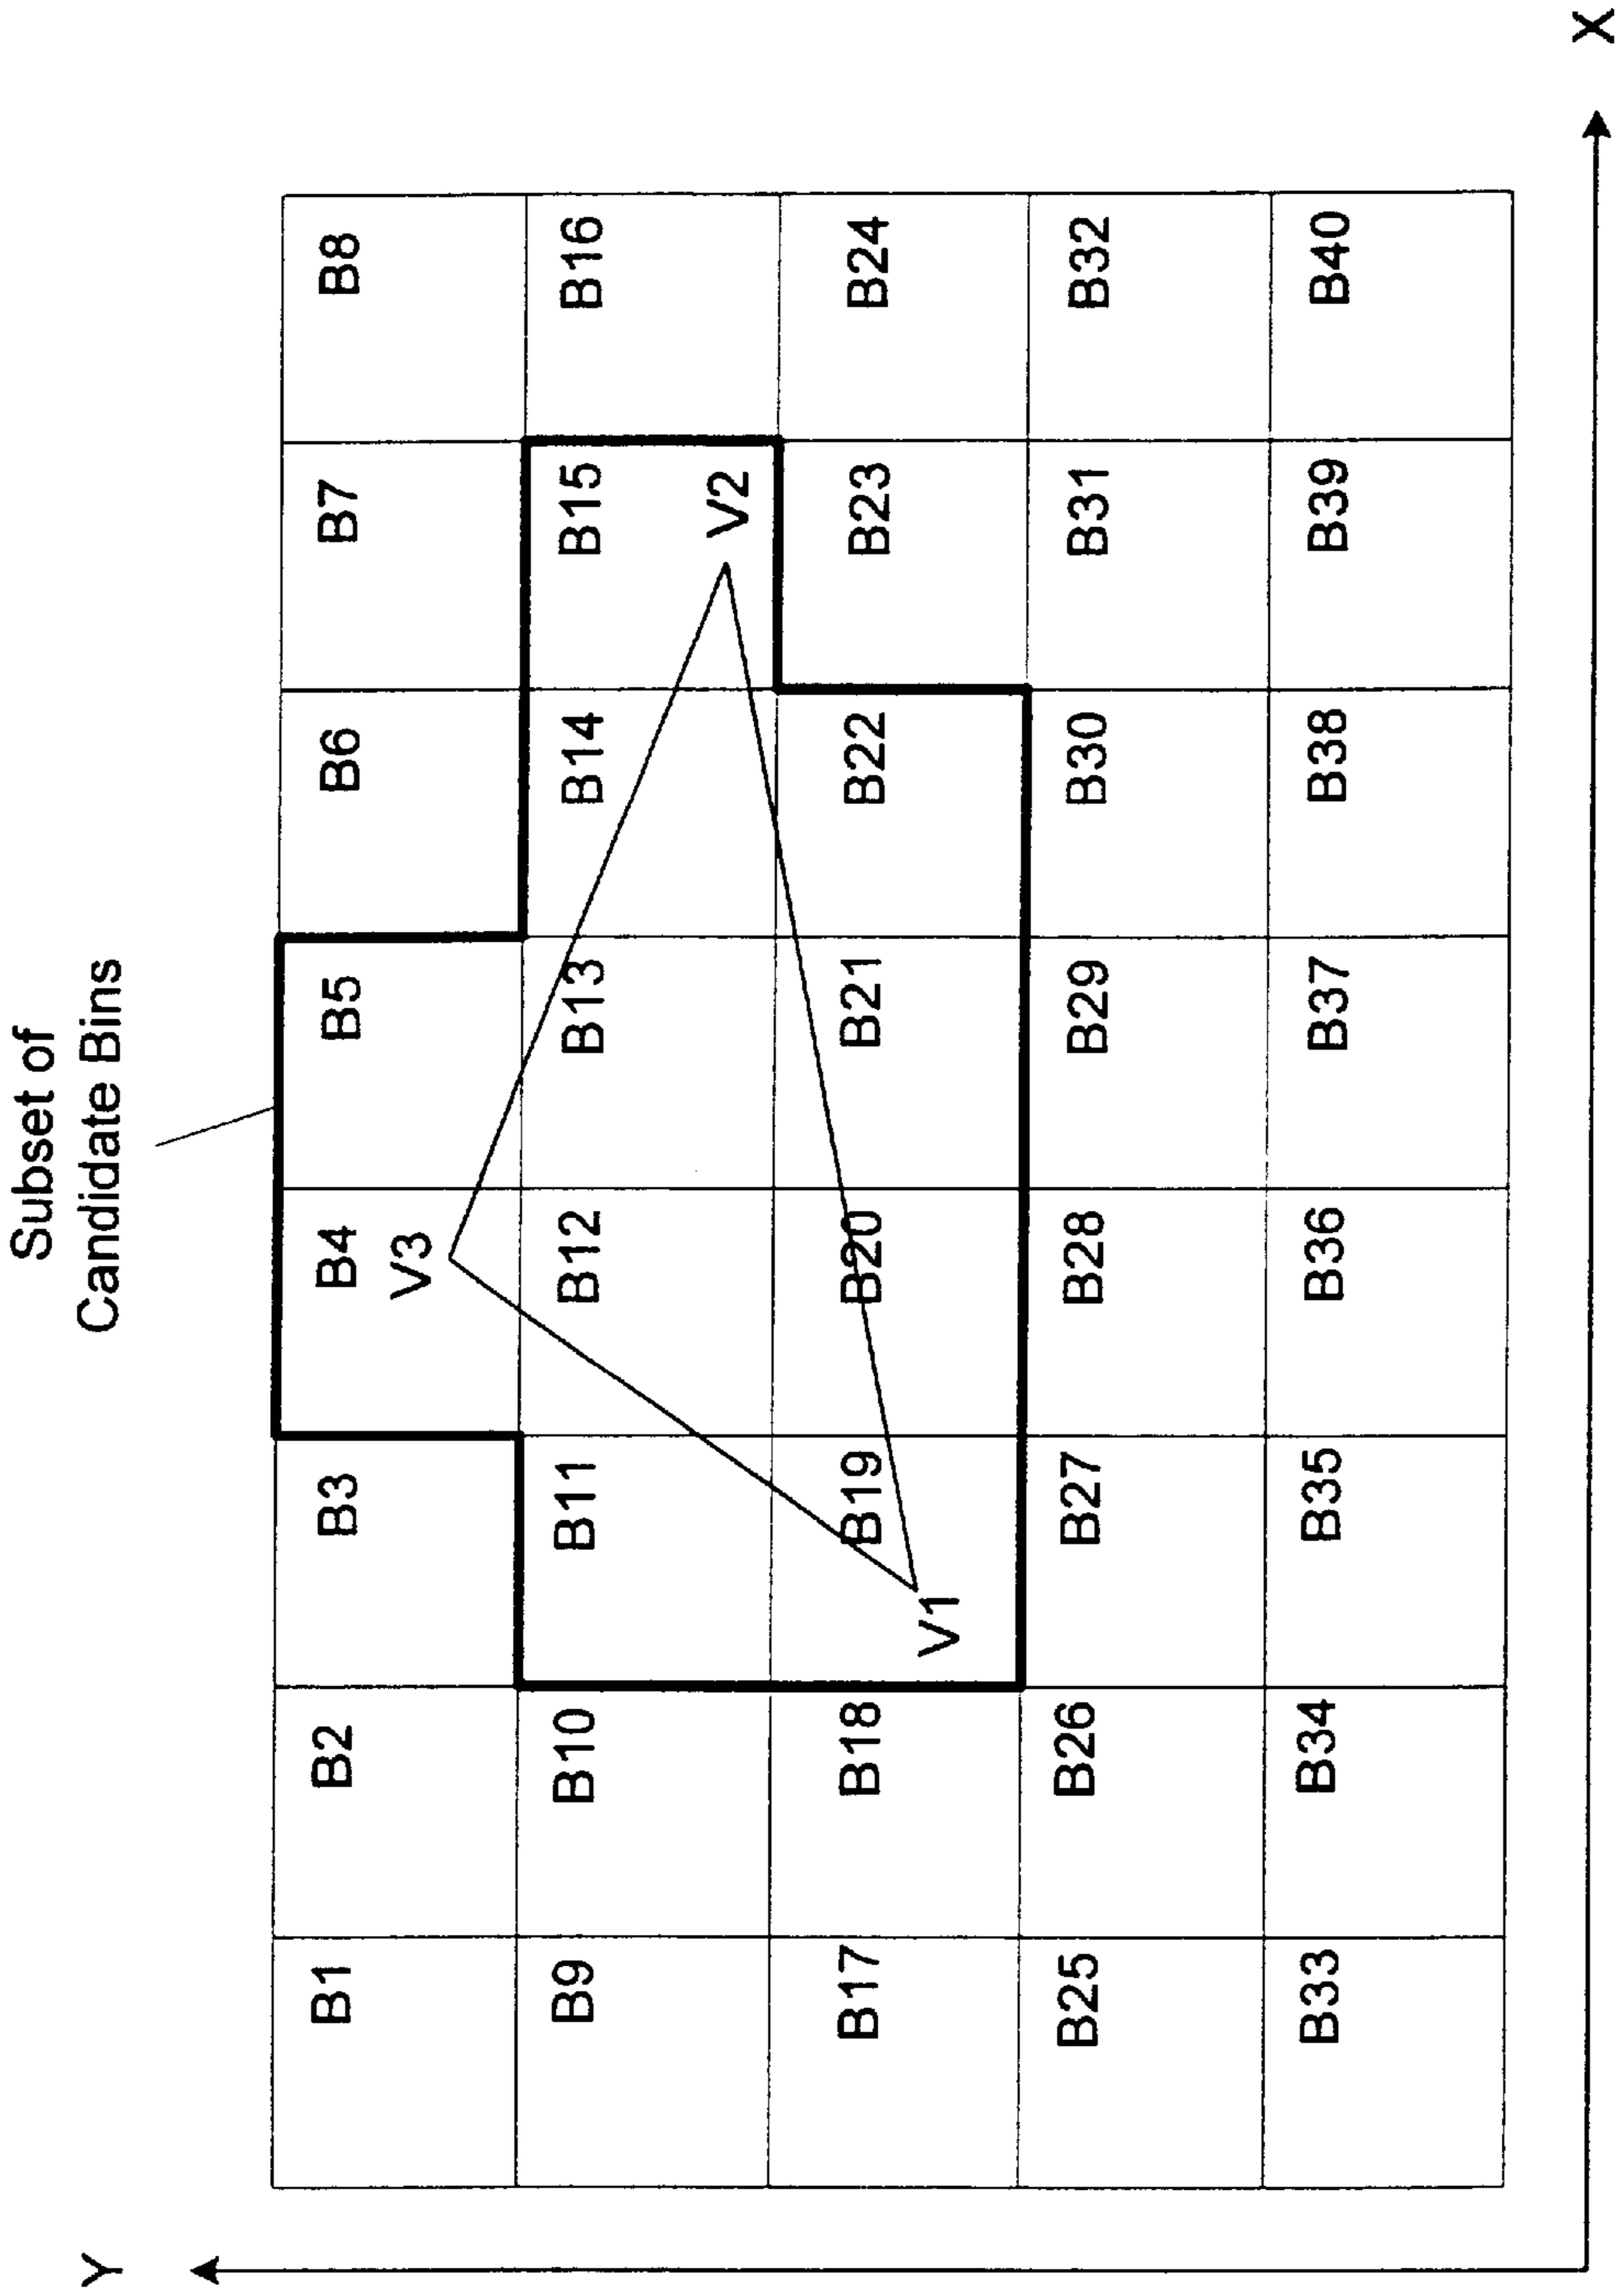 Subset of
Candidate Bins
Y
B1 B2 B3 B4 B5 B6 B7 B8
V3
B9 B10 B11 B12 B13 B14 B15 B16
V2
B17 B18 B19 B20 B21 B22 B23 B24
V1
B25 B26 B27 B28 B29 B30 B31 B32
B33 B34 B35 B36 B37 B38 B39 B40
X